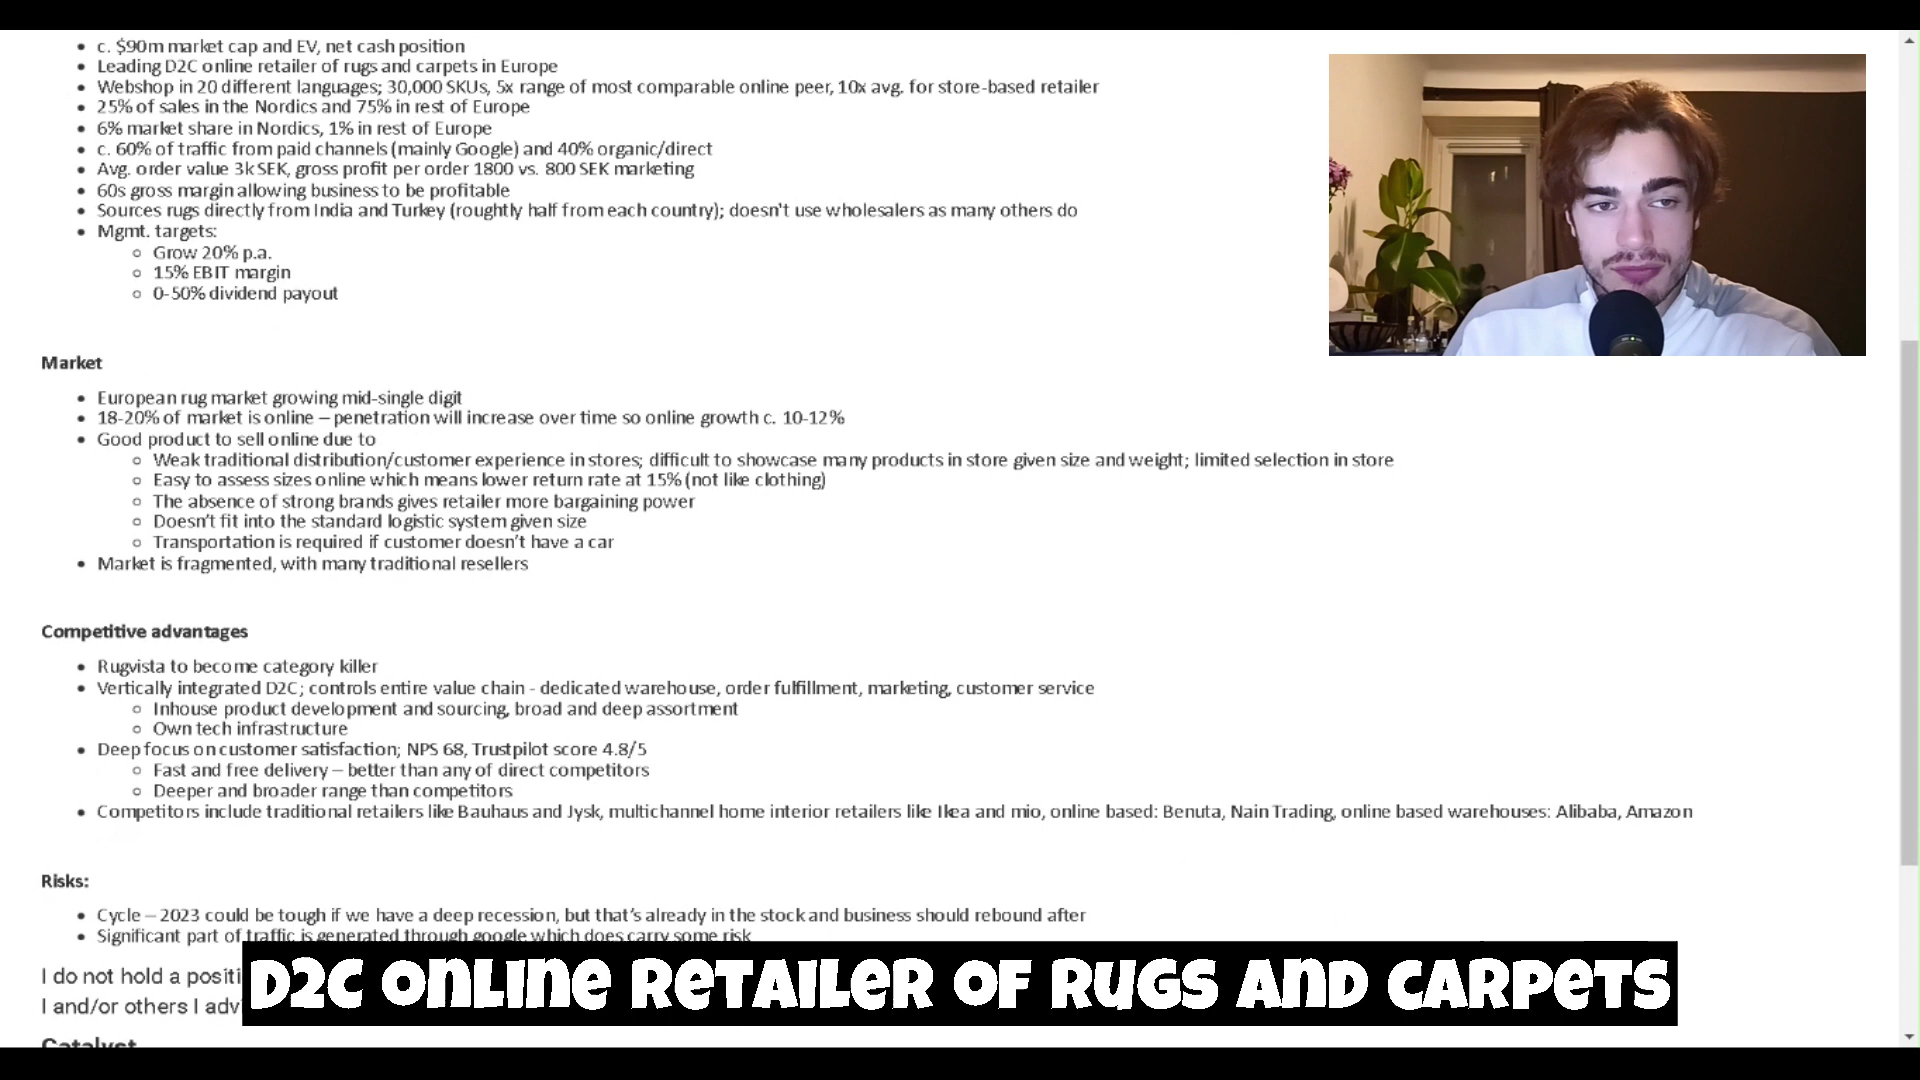 c. $90m market cap and EV, net cash position
Leading D2C online retailer of rugs and carpets in Europe
Webshop in 20 different languages; 30,000 SKUs, 5x range of most comparable online peer, 10x avg. for store-based retailer
25% of sales in the Nordics and 75% in rest of Europe
6% market share in Nordics, 1% in rest of Europe
c. 60% of traffic from paid channels (mainly Google) and 40% organic/direct
Avg. order value 3k SEK, gross profit per order 1800 vs. 800 SEK marketing
60s gross margin allowing business to be profitable
Sources rugs directly from India and Turkey (roughtly half from each country); doesn't use wholesalers as many others do
Mgmt. targets:
Grow 20% p.a.
15% EBIT margin
0-50% dividend payout
Market
European rug market growing mid-single digit
18-20% of market is online – penetration will increase over time so online growth c. 10-12%
Good product to sell online due to
Weak traditional distribution/customer experience in stores; difficult to showcase many products in store given size and weight; limited selection in store
Easy to assess sizes online which means lower return rate at 15% (not like clothing)
The absence of strong brands gives retailer more bargaining power
Doesn't fit into the standard logistic system given size
Transportation is required if customer doesn't have a car
Market is fragmented, with many traditional resellers
Competitive advantages
Rugvista to become category killer
Vertically integrated D2C; controls entire value chain - dedicated warehouse, order fulfillment, marketing, customer service
Inhouse product development and sourcing, broad and deep assortment
Own tech infrastructure
Deep focus on customer satisfaction; NPS 68, Trustpilot score 4.8/5
Fast and free delivery – better than any of direct competitors
Deeper and broader range than competitors
Competitors include traditional retailers like Bauhaus and Jysk, multichannel home interior retailers like Ikea and mio, online based: Benuta, Nain Trading, online based warehouses: Alibaba, Amazon
Risks:
Cycle – 2023 could be tough if we have a deep recession, but that's already in the stock and business should rebound after
Significant part of traffic is generated through google which does carry some risk
I do not hold a positi
I and/or others I adv
D2C ONLINE RETAILER OF RUGS AND CARPETS
Catalyst